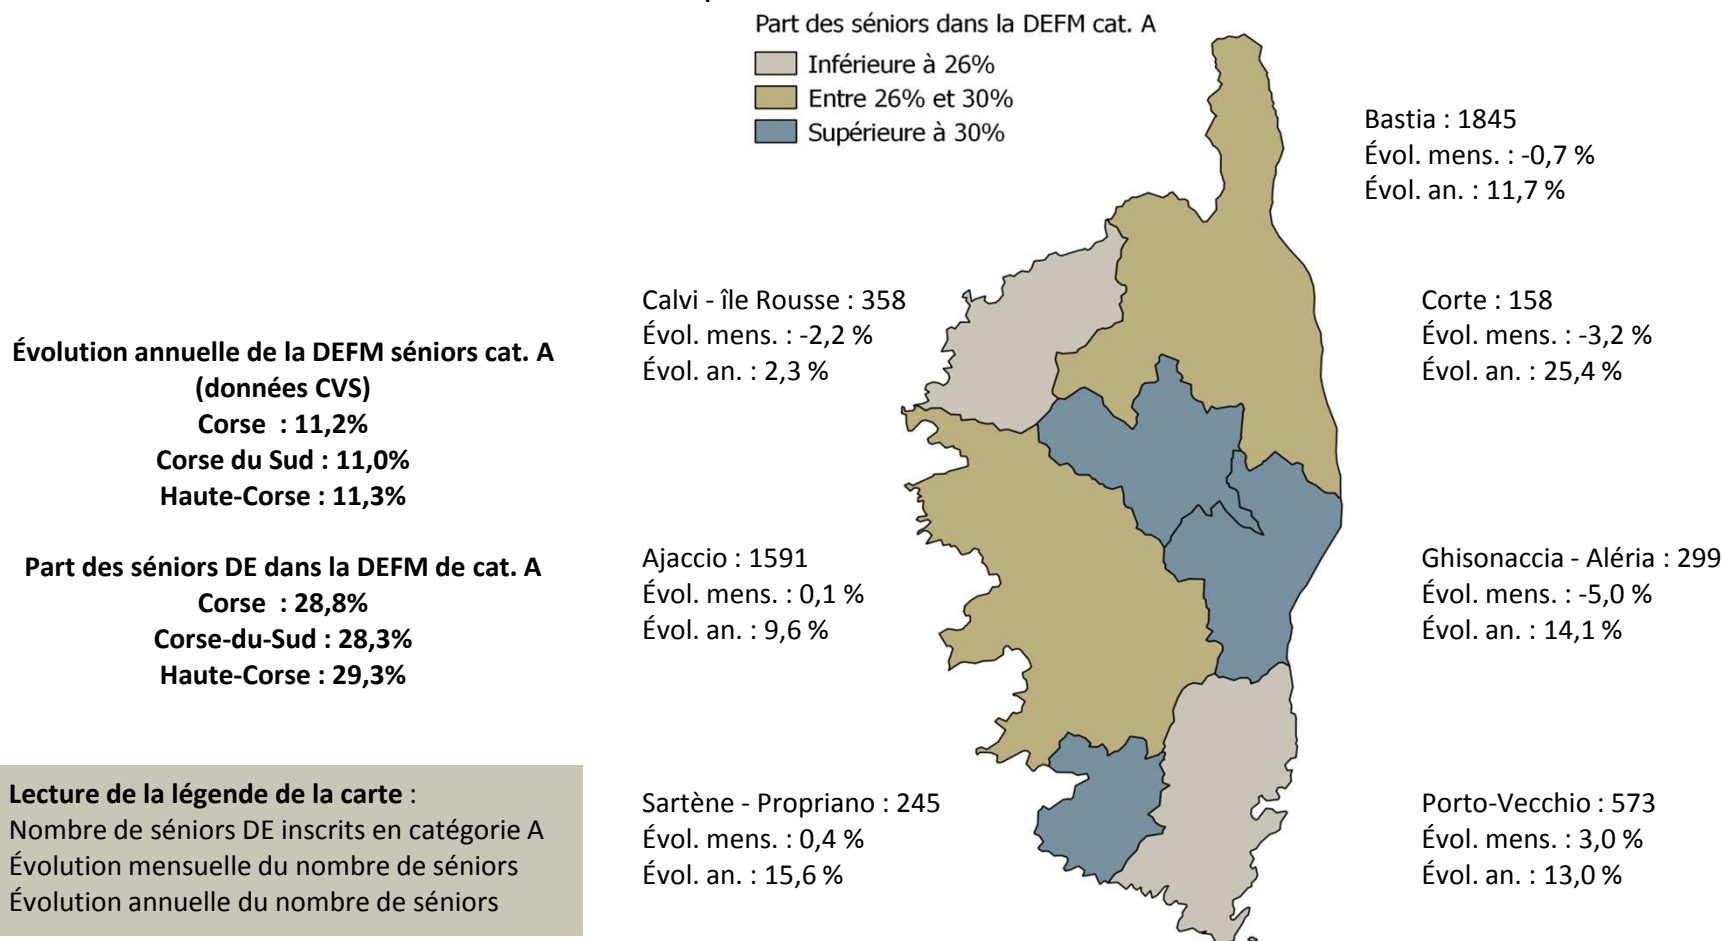 Part des séniors dans la DEFM cat. A
Inférieure à 26%
Entre 26% et 30%
Supérieure à 30%
Bastia : 1845
Évol. mens. : -0,7 %
Évol. an. : 11,7 %
Calvi - île Rousse : 358
Évol. mens. : -2,2 %
Évol. an. : 2,3 %
Corte : 158
Évol. mens. : -3,2 %
Évol. an. : 25,4 %
Évolution annuelle de la DEFM séniors cat. A
(données CVS)
Corse : 11,2%
Corse du Sud : 11,0%
Haute-Corse : 11,3%
Part des séniors DE dans la DEFM de cat. A
Corse : 28,8%
Corse-du-Sud : 28,3%
Haute-Corse : 29,3%
Ajaccio : 1591
Évol. mens. : 0,1 %
Évol. an. : 9,6 %
Ghisonaccia - Aléria : 299
Évol. mens. : -5,0 %
Évol. an. : 14,1 %
Lecture de la légende de la carte :
Nombre de séniors DE inscrits en catégorie A
Évolution mensuelle du nombre de séniors
Évolution annuelle du nombre de séniors
Sartène - Propriano : 245
Évol. mens. : 0,4 %
Évol. an. : 15,6 %
Porto-Vecchio : 573
Évol. mens. : 3,0 %
Évol. an. : 13,0 %